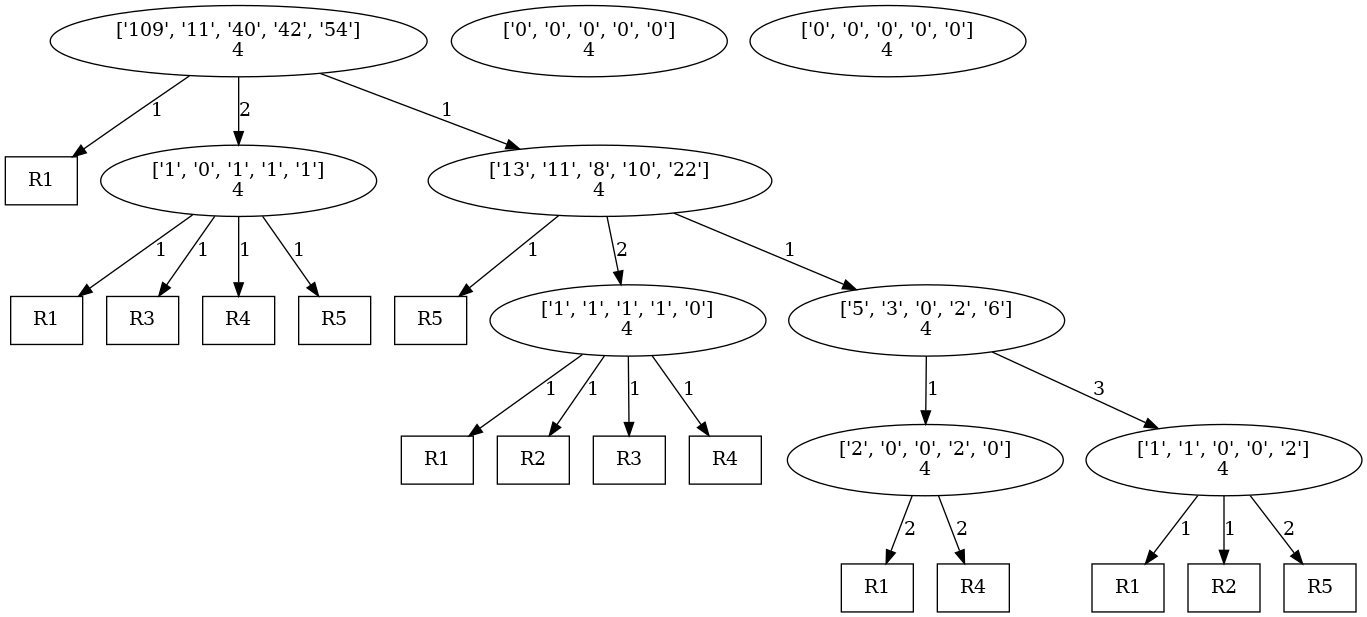 ['109', '11', '40', '42', '54']
4
['0', '0', '0', '0', '0']
4
['0', '0', '0', '0', '0']
4
1
2
1
R1
['1', '0', '1', '1', '1']
4
['13', '11', '8', '10', '22']
4
1
1
1
1
1
2
1
R1
R3
R4
R5
R5
['1', '1', '1', '1', '0']
4
['5', '3', '0', '2', '6']
4
1
1
1
1
1
3
R1
R2
R3
R4
['2', '0', '0', '2', '0']
4
['1', '1', '0', '0', '2']
4
2
2
1
1
2
R1
R4
R1
R2
R5